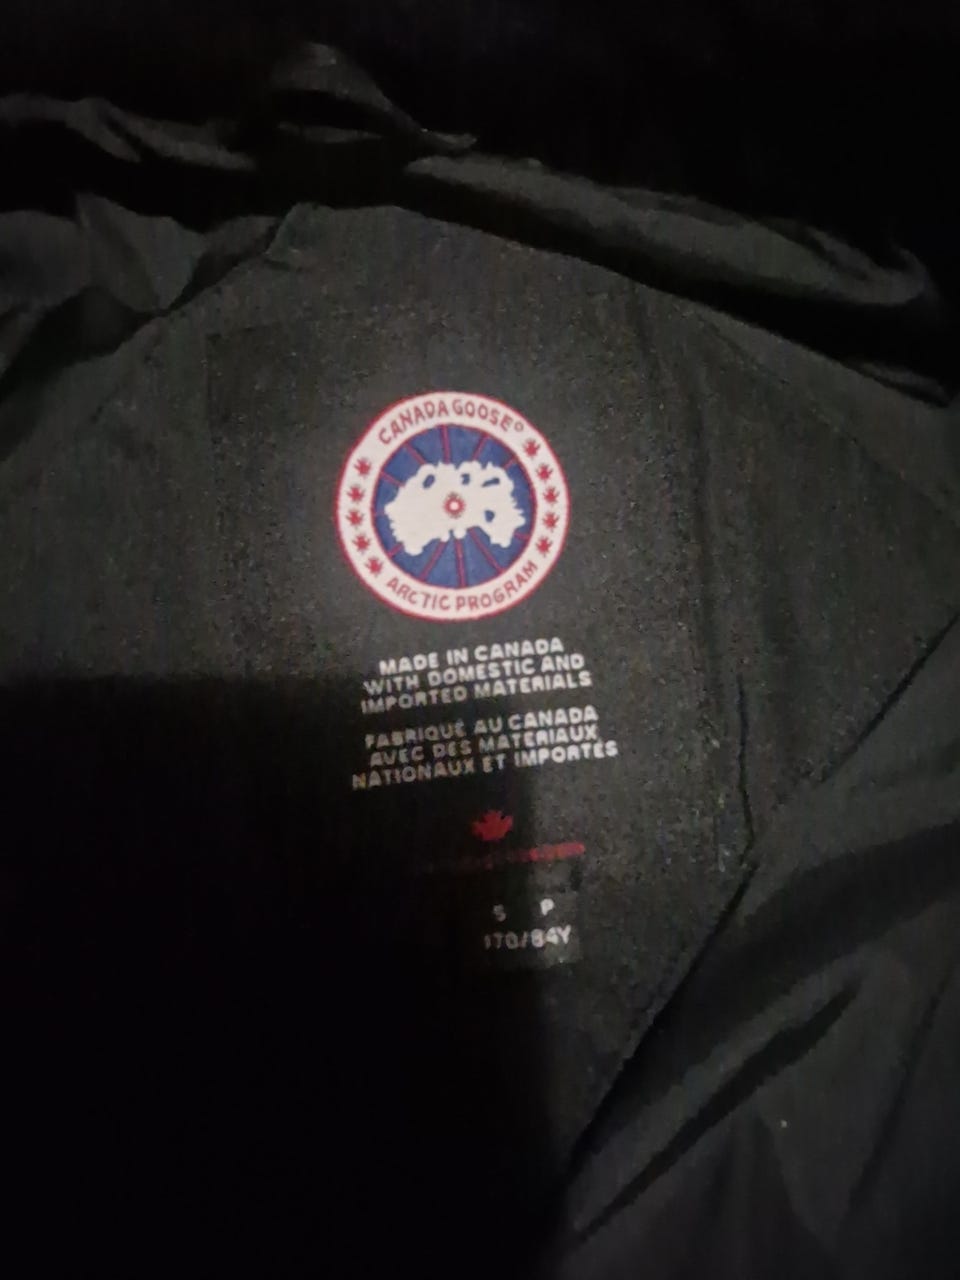 CANADA GOOSE
ARCTIC PROGRAM
MADE IN CANADA
WITH DOMESTIC AND
IMPORTED MATERIALS
FABRIQUÉ AU CANADA
AVEC DES MATERIAUX
NATIONAUX ET IMPORTÉS
S P
170/84Y